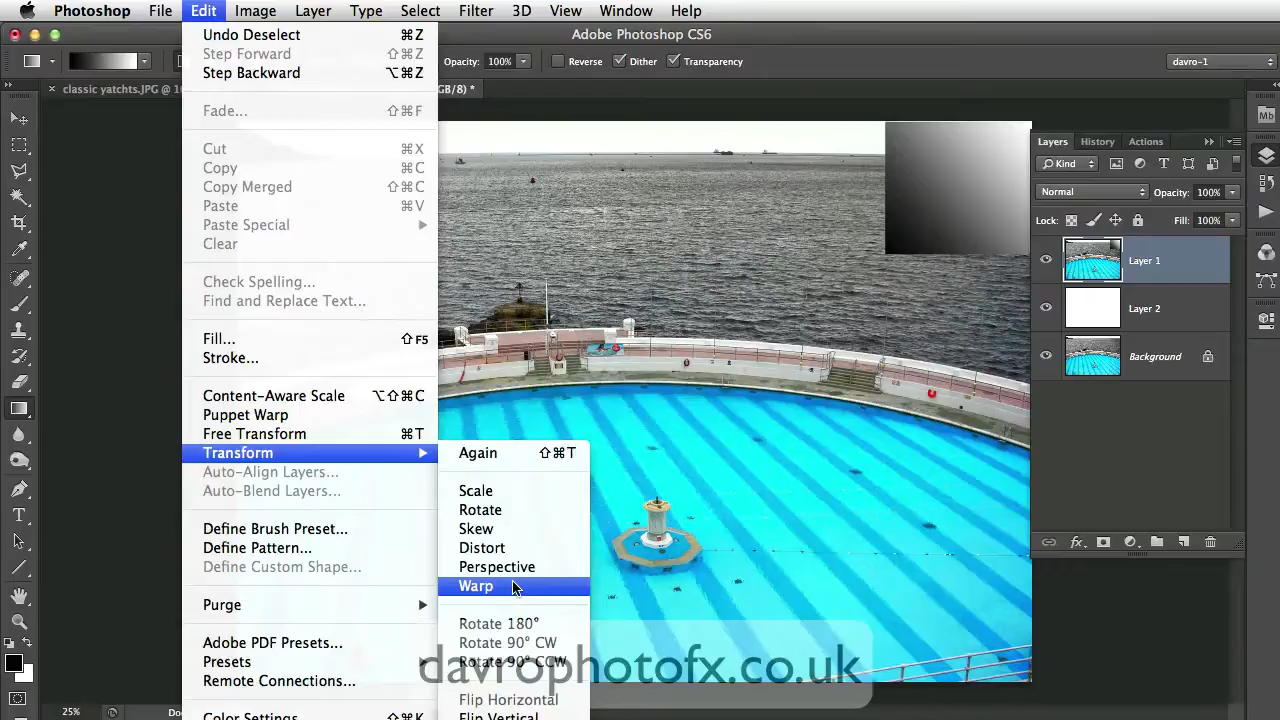 Photoshop File Edit Image Layer Type Select Filter 3D View Window Help
Adobe Photoshop CS6
Opacity: 100% Reverse Dither Transparency davro-1
classic yatchts.JPG @ 1
GB/8) *
Undo Deselect ⌘Z
Step Forward ⇧⌘Z
Step Backward ⌥⌘Z
Fade... ⇧⌘F
Cut ⌘X
Copy ⌘C
Copy Merged ⇧⌘C
Paste ⌘V
Paste Special
Clear
Check Spelling...
Find and Replace Text...
Fill... ⇧F5
Stroke...
Content-Aware Scale ⌥⇧⌘C
Puppet Warp
Free Transform ⌘T
Transform
Auto-Align Layers...
Auto-Blend Layers...
Define Brush Preset...
Define Pattern...
Define Custom Shape...
Purge
Adobe PDF Presets...
Presets
Remote Connections...
Color Settings... ⇧⌘K
Again ⇧⌘T
Scale
Rotate
Skew
Distort
Perspective
Warp
Rotate 180°
Rotate 90° CW
Rotate 90° CCW
Flip Horizontal
Flip Vertical
Layers History Actions
Kind
Normal Opacity: 100%
Lock: Fill: 100%
Layer 1
Layer 2
Background
Mb
davrophotofx.co.uk
25% Do